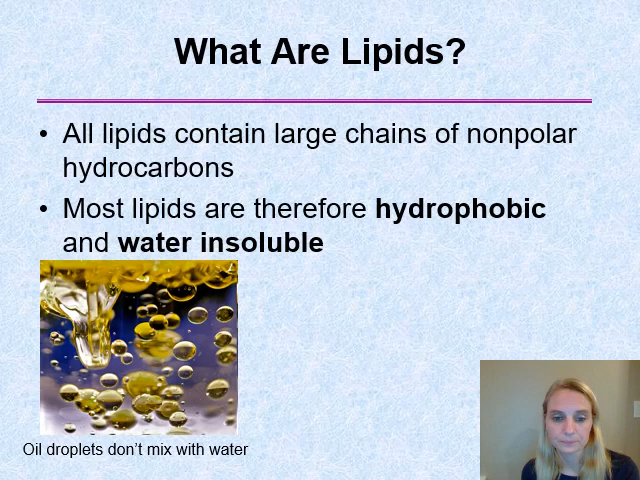 What Are Lipids?
• All lipids contain large chains of nonpolar
hydrocarbons
• Most lipids are therefore hydrophobic
and water insoluble
Oil droplets don't mix with water